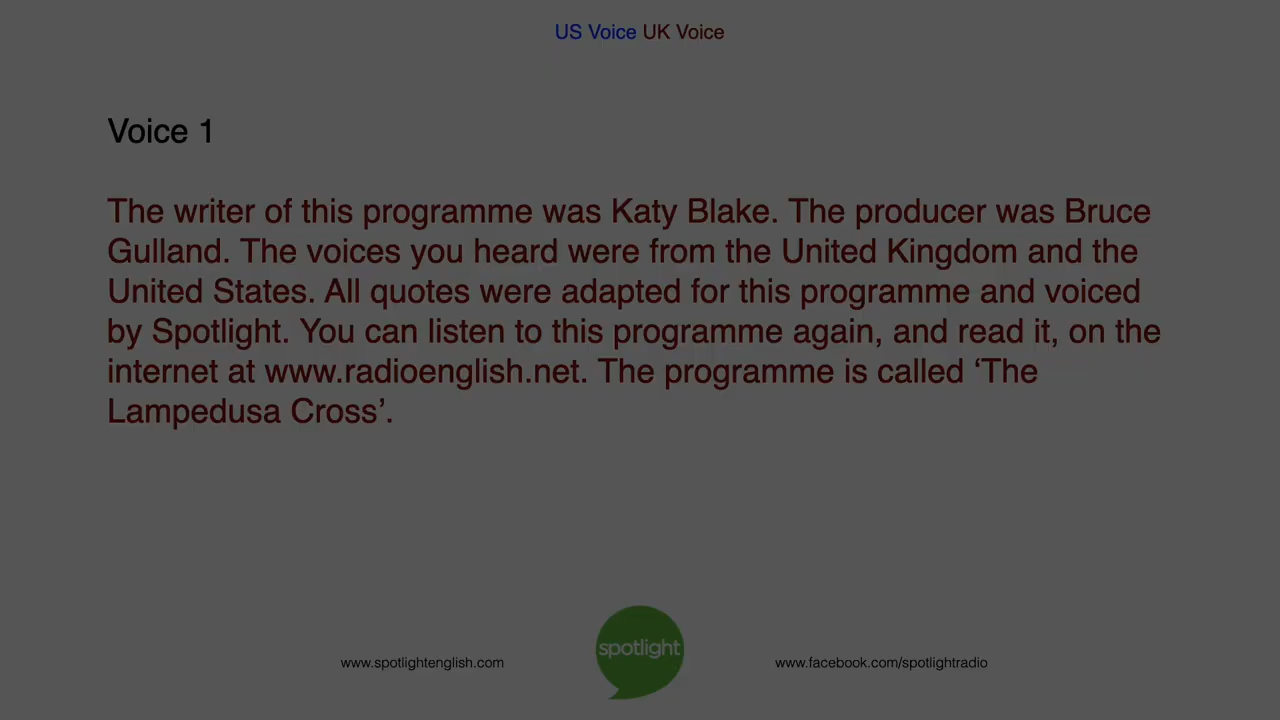 US Voice UK Voice
Voice 1
The writer of this programme was Katy Blake. The producer was Bruce
Gulland. The voices you heard were from the United Kingdom and the
United States. All quotes were adapted for this programme and voiced
by Spotlight. You can listen to this programme again, and read it, on the
internet at www.radioenglish.net. The programme is called ‘The
Lampedusa Cross’.
spotlight
www.spotlightenglish.com
www.facebook.com/spotlightradio